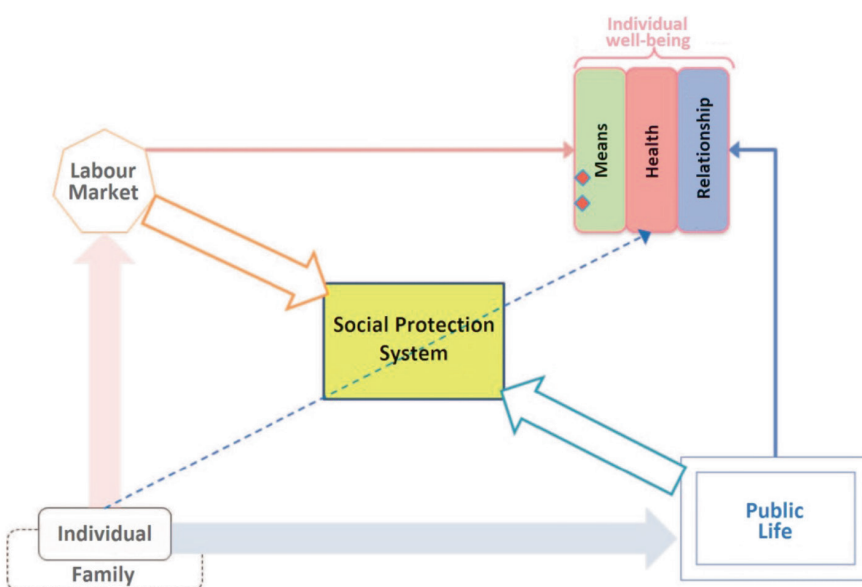 Individual
well-being
Means
Health
Relationship
Labour
Market
Social Protection
System
Individual
Family
Public
Life